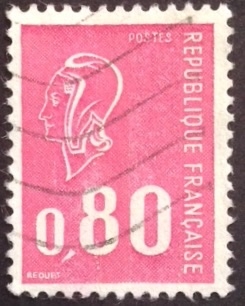 POSTES
REPUBLIQUE FRANÇAISE
0,80
BEQUET